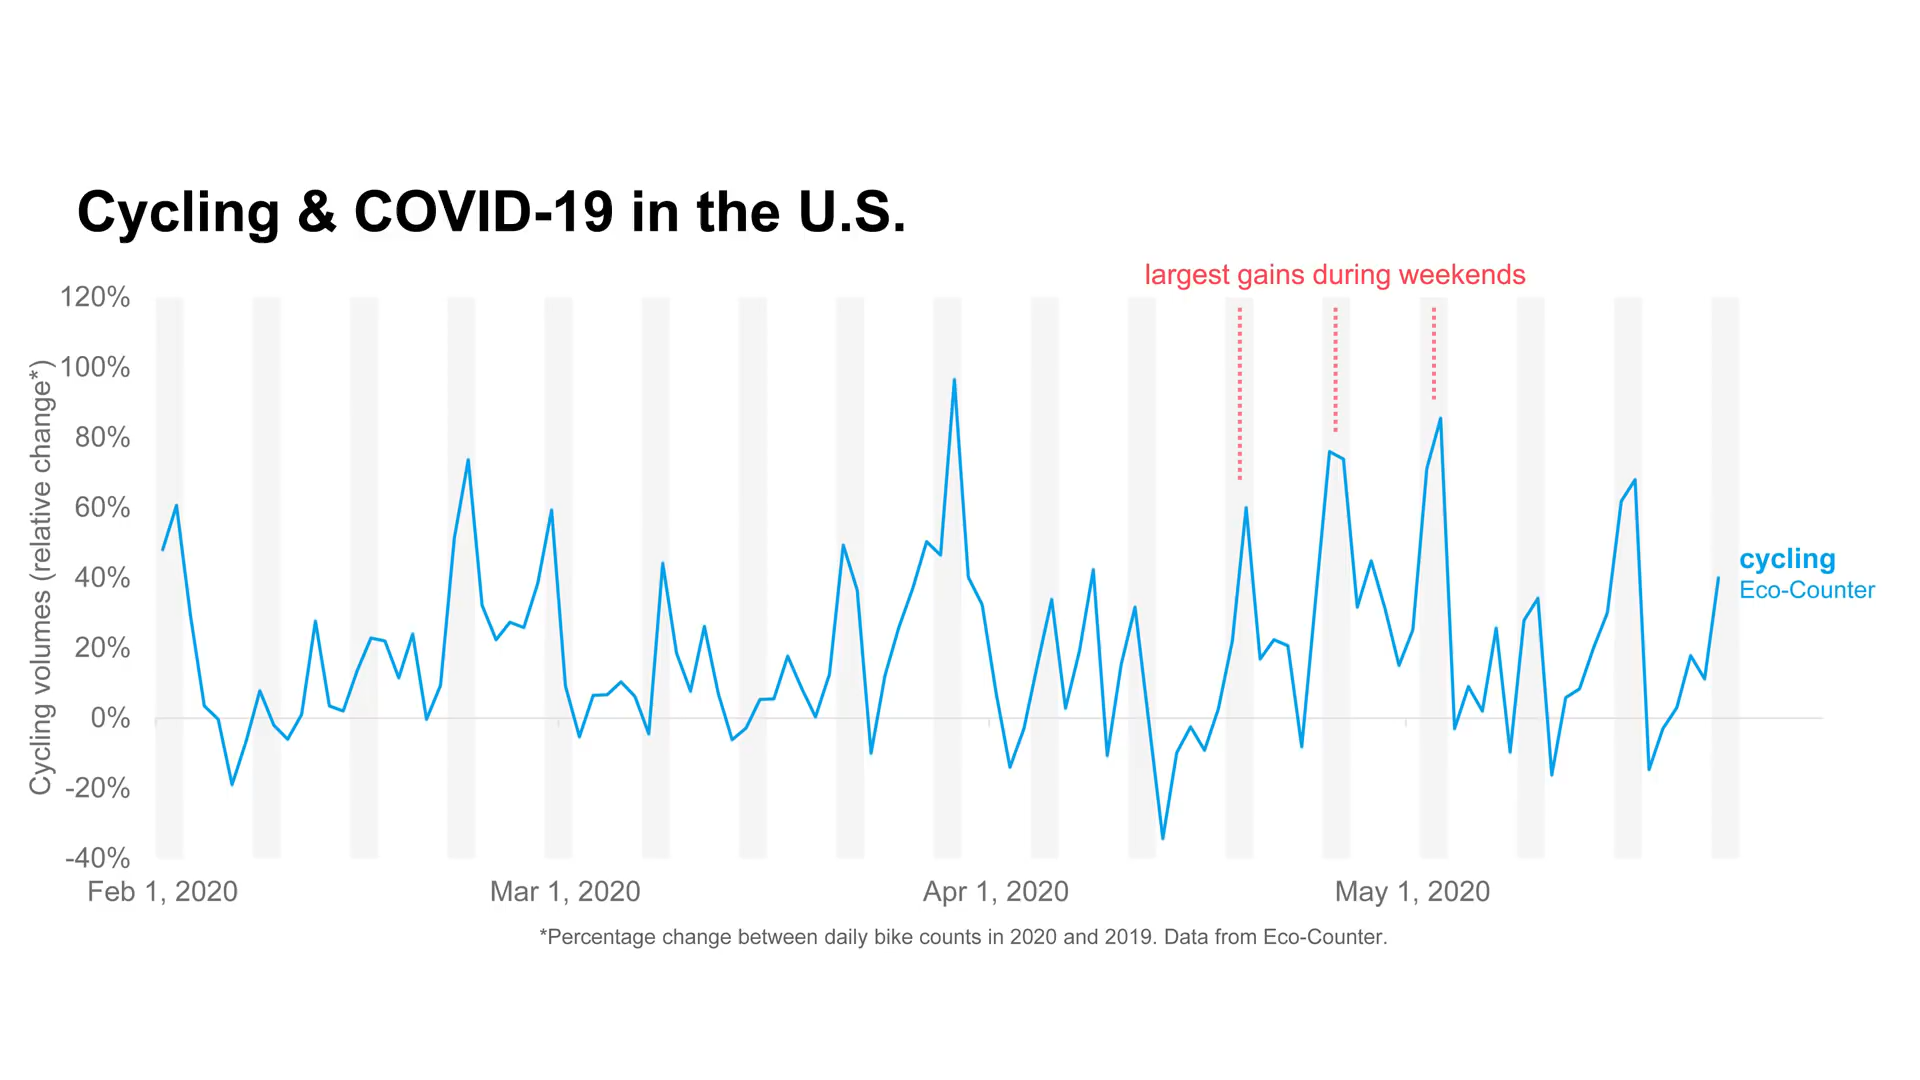 Cycling & COVID-19 in the U.S.
largest gains during weekends
Cycling volumes (relative change*)
120%
100%
80%
60%
40%
20%
0%
-20%
-40%
cycling
Eco-Counter
Feb 1, 2020
Mar 1, 2020
Apr 1, 2020
May 1, 2020
*Percentage change between daily bike counts in 2020 and 2019. Data from Eco-Counter.